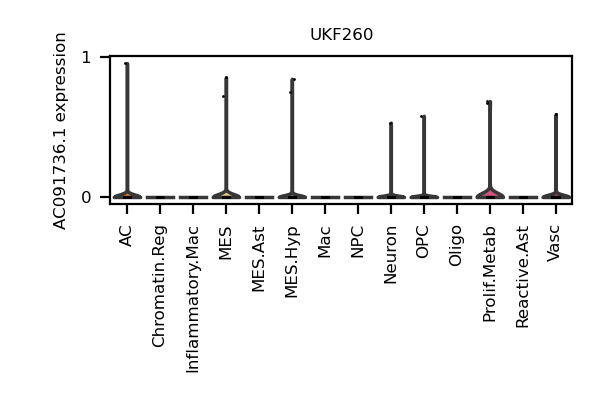 UKF260
AC091736.1 expression
1
0
AC
Chromatin.Reg
Inflammatory.Mac
MES
MES.Ast
MES.Hyp
Mac
NPC
Neuron
OPC
Oligo
Prolif.Metab
Reactive.Ast
Vasc